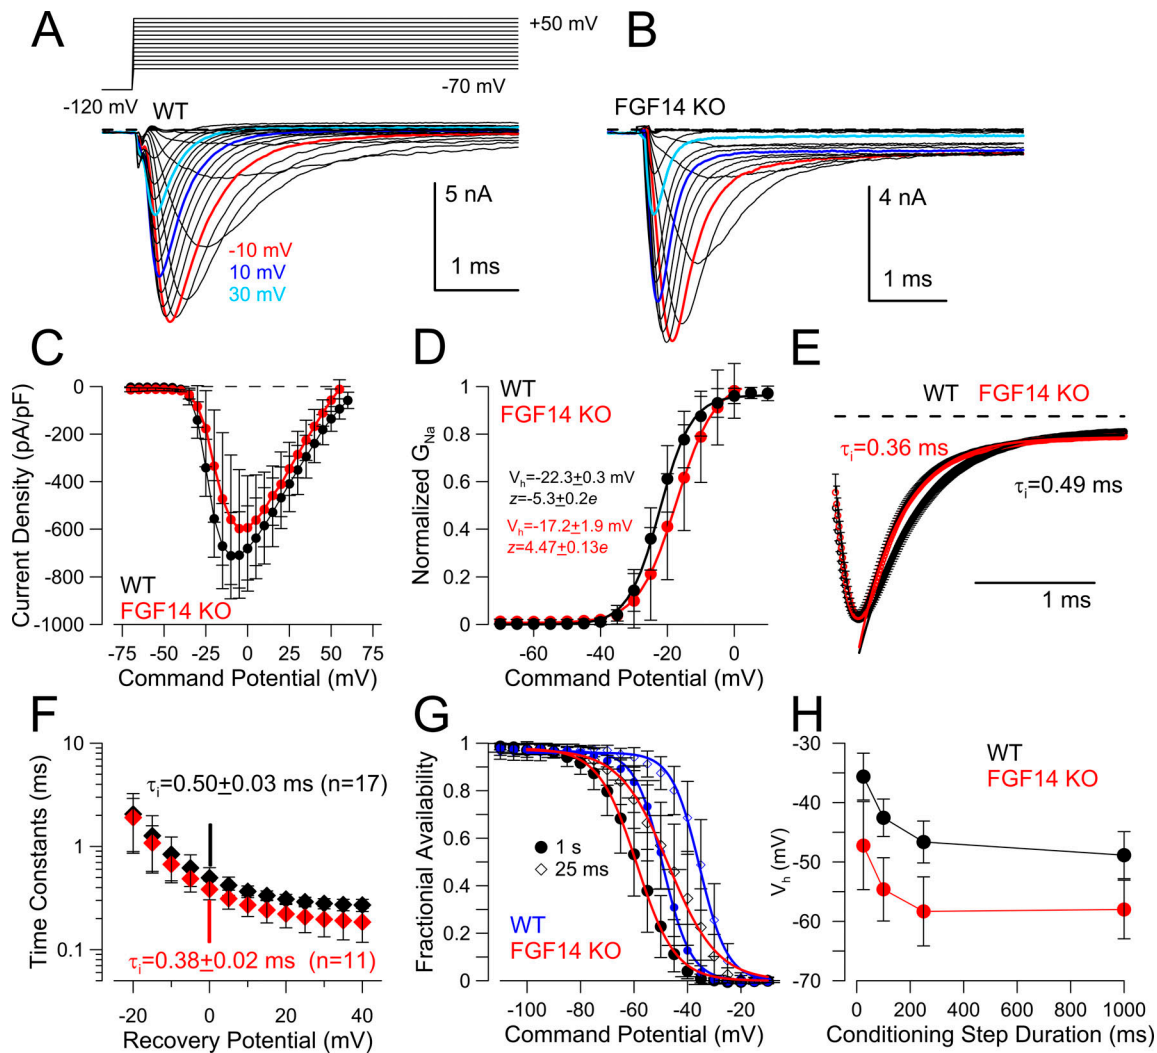 A
+50 mV
-70 mV
-120 mV
WT
5 nA
1 ms
-10 mV
10 mV
30 mV
B
FGF14 KO
4 nA
1 ms
C
0
-200
-400
-600
-800
-1000
Current Density (pA/pF)
WT
FGF14 KO
-75 -50 -25 0 25 50 75
Command Potential (mV)
D
1
0.8
0.6
0.4
0.2
0
Normalized GNa
WT
FGF14 KO
Vh=-22.3±0.3 mV
z=-5.3±0.2e
Vh=-17.2±1.9 mV
z=4.47±0.13e
-60 -40 -20 0
Command Potential (mV)
E
WT FGF14 KO
τi=0.36 ms
τi=0.49 ms
1 ms
F
10
1
0.1
Time Constants (ms)
τi=0.50±0.03 ms (n=17)
τi=0.38±0.02 ms (n=11)
-20 0 20 40
Recovery Potential (mV)
G
1
0.8
0.6
0.4
0.2
0
Fractionial Availability
1 s
25 ms
WT
FGF14 KO
-100 -80 -60 -40 -20
Command Potential (mV)
H
-30
-40
-50
-60
-70
Vh (mV)
WT
FGF14 KO
0 200 400 600 800 1000
Conditioning Step Duration (ms)